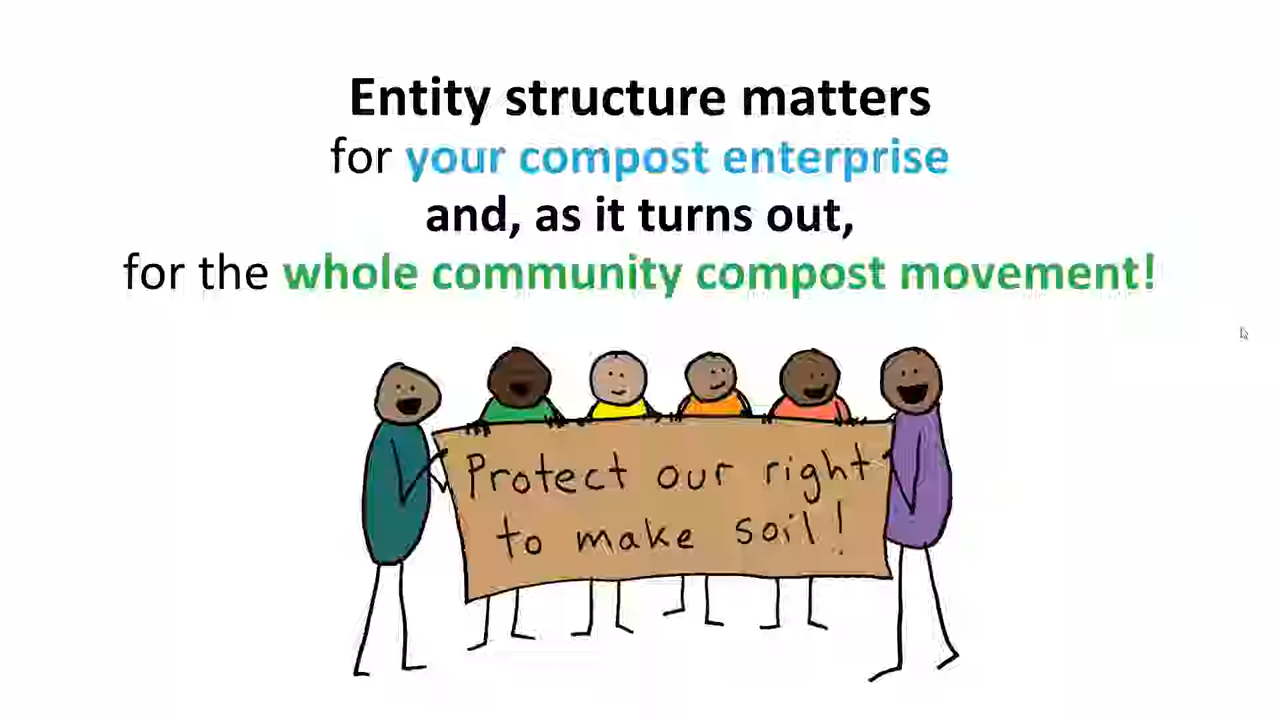 Entity structure matters
for your compost enterprise
and, as it turns out,
for the whole community compost movement!
Protect our right
to make soil!